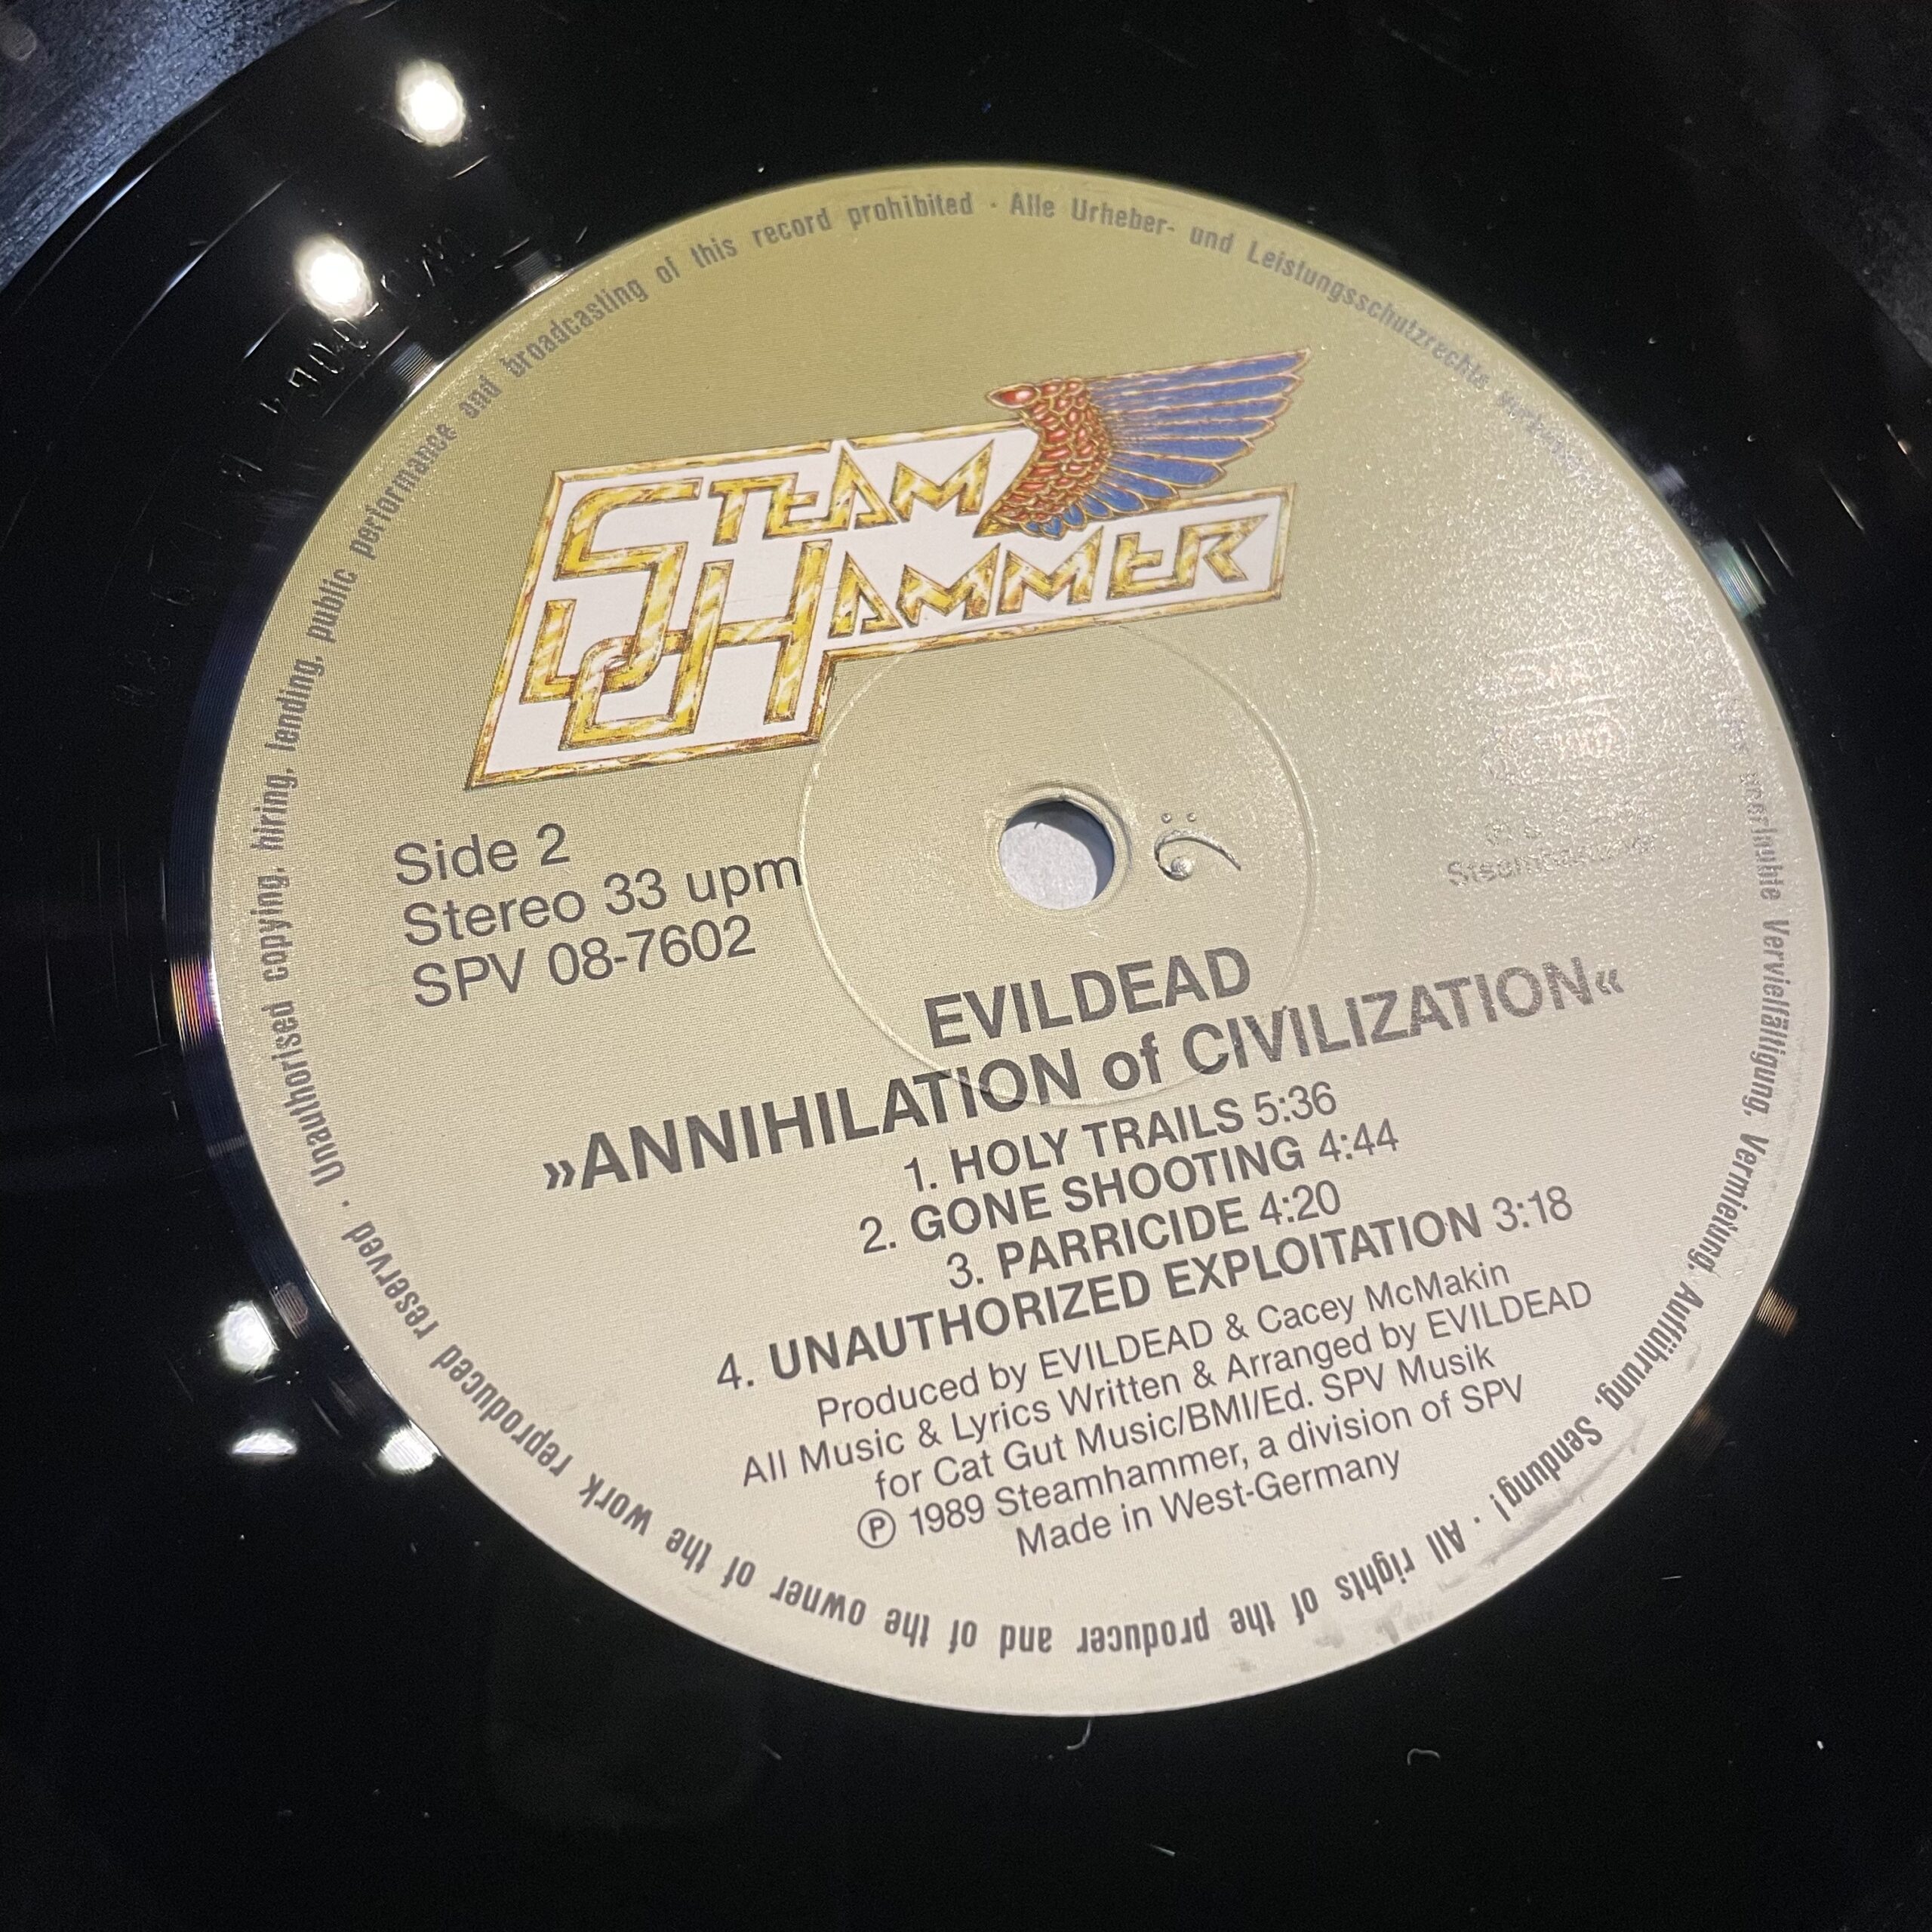 STEAM
HAMMER
Side 2
Stereo 33 upm
SPV 08-7602
EVILDEAD
»ANNIHILATION of CIVILIZATION«
1. HOLY TRAILS 5:36
2. GONE SHOOTING 4:44
3. PARRICIDE 4:20
4. UNAUTHORIZED EXPLOITATION 3:18
Produced by EVILDEAD & Cacey McMakin
All Music & Lyrics Written & Arranged by EVILDEAD
for Cat Gut Music/BMI/Ed. SPV Musik
℗ 1989 Steamhammer, a division of SPV
Made in West-Germany
Unauthorised copying, hiring, lending, public performance and broadcasting of this record prohibited · Alle Urheber- und Leistungsschutzrechte
Vervielfältigung, Vermietung, Aufführung, Sendung! · All rights of the producer and of the owner of the work reproduced reserved ·